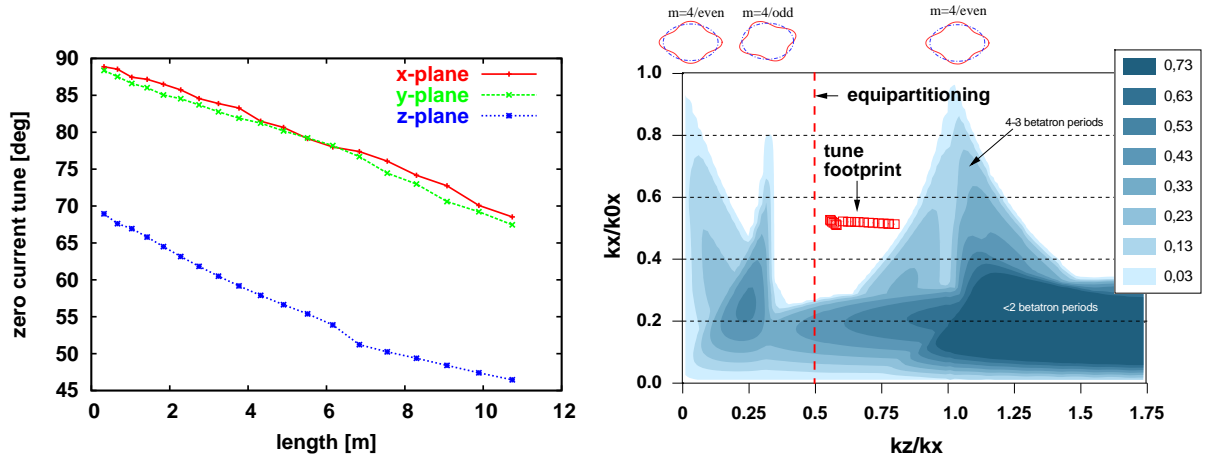 90
85
80
75
70
65
60
55
50
45
zero current tune [deg]
x-plane
y-plane
z-plane
0 2 4 6 8 10 12
length [m]
m=4/even m=4/odd m=4/even
1.0
0.8
0.6
0.4
0.2
0.0
kx/k0x
equipartitioning
4-3 betatron periods
tune
footprint
<2 betatron periods
0 0.25 0.5 0.75 1.0 1.25 1.5 1.75
kz/kx
0,73
0,63
0,53
0,43
0,33
0,23
0,13
0,03